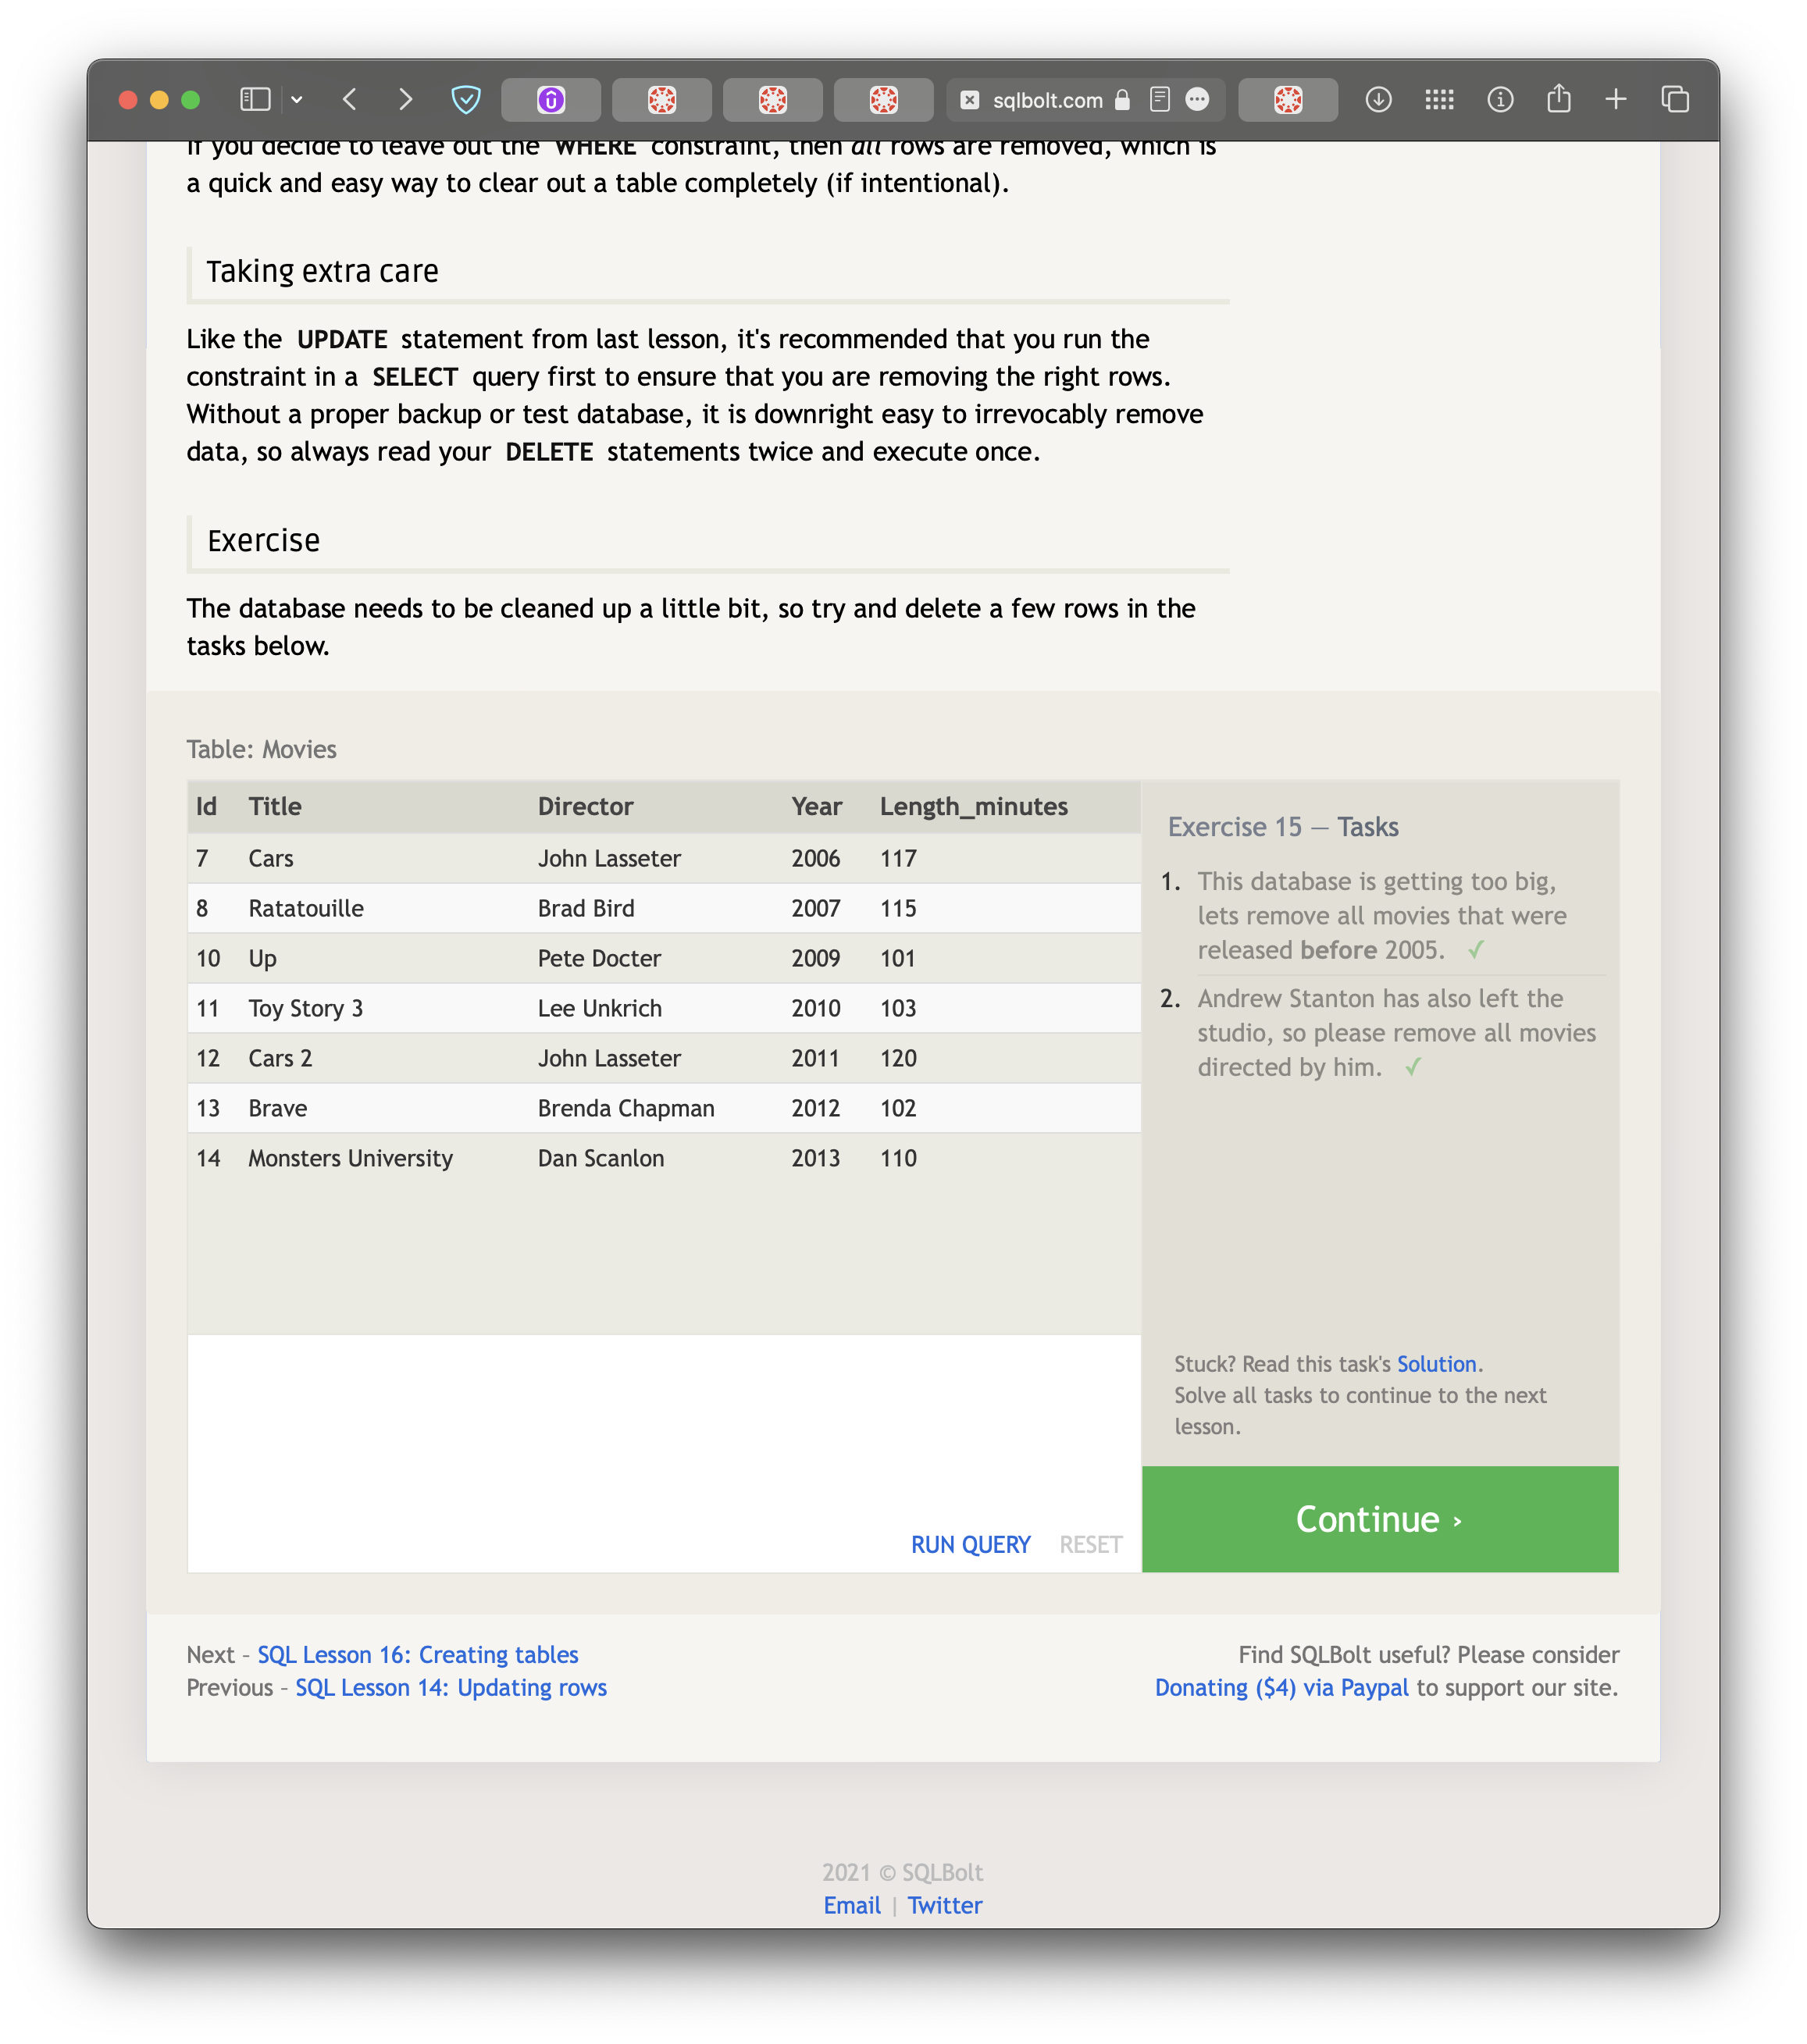 sqlbolt.com
If you decide to leave out the WHERE constraint, then all rows are removed, which is
a quick and easy way to clear out a table completely (if intentional).
Taking extra care
Like the UPDATE statement from last lesson, it's recommended that you run the
constraint in a SELECT query first to ensure that you are removing the right rows.
Without a proper backup or test database, it is downright easy to irrevocably remove
data, so always read your DELETE statements twice and execute once.
Exercise
The database needs to be cleaned up a little bit, so try and delete a few rows in the
tasks below.
Table: Movies
Id Title Director Year Length_minutes
7 Cars John Lasseter 2006 117
8 Ratatouille Brad Bird 2007 115
10 Up Pete Docter 2009 101
11 Toy Story 3 Lee Unkrich 2010 103
12 Cars 2 John Lasseter 2011 120
13 Brave Brenda Chapman 2012 102
14 Monsters University Dan Scanlon 2013 110
RUN QUERY RESET
Exercise 15 — Tasks
1. This database is getting too big,
lets remove all movies that were
released before 2005. ✓
2. Andrew Stanton has also left the
studio, so please remove all movies
directed by him. ✓
Stuck? Read this task's Solution.
Solve all tasks to continue to the next
lesson.
Continue ›
Next – SQL Lesson 16: Creating tables
Previous – SQL Lesson 14: Updating rows
Find SQLBolt useful? Please consider
Donating ($4) via Paypal to support our site.
2021 © SQLBolt
Email | Twitter